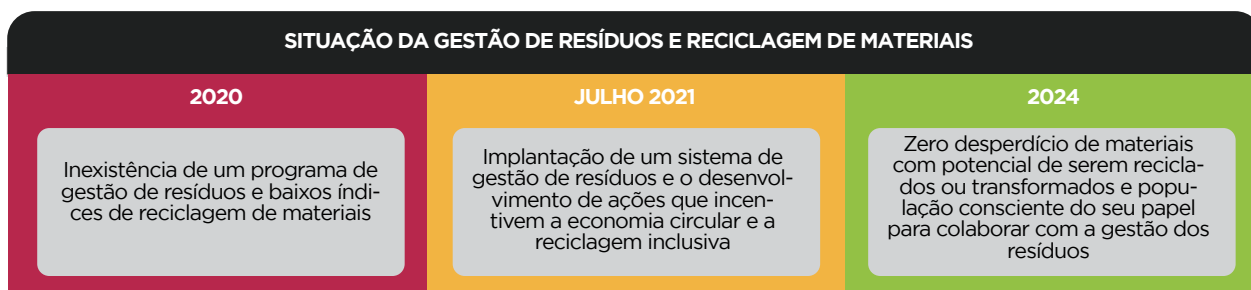 SITUAÇÃO DA GESTÃO DE RESÍDUOS E RECICLAGEM DE MATERIAIS
2020
Inexistência de um programa de
gestão de resíduos e baixos índi-
ces de reciclagem de materiais
JULHO 2021
Implantação de um sistema de
gestão de resíduos e o desenvol-
vimento de ações que incen-
tivem a economia circular e a
reciclagem inclusiva
2024
Zero desperdício de materiais
com potencial de serem recicla-
dos ou transformados e popu-
lação consciente do seu papel
para colaborar com a gestão dos
resíduos